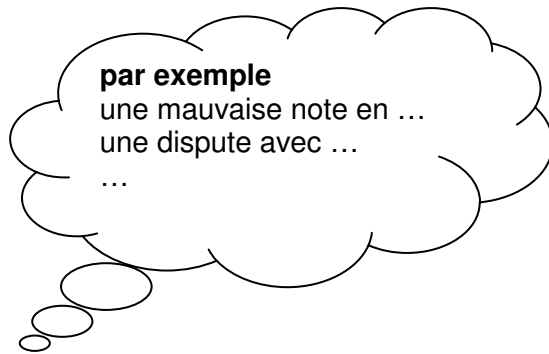 par exemple
une mauvaise note en …
une dispute avec …
…